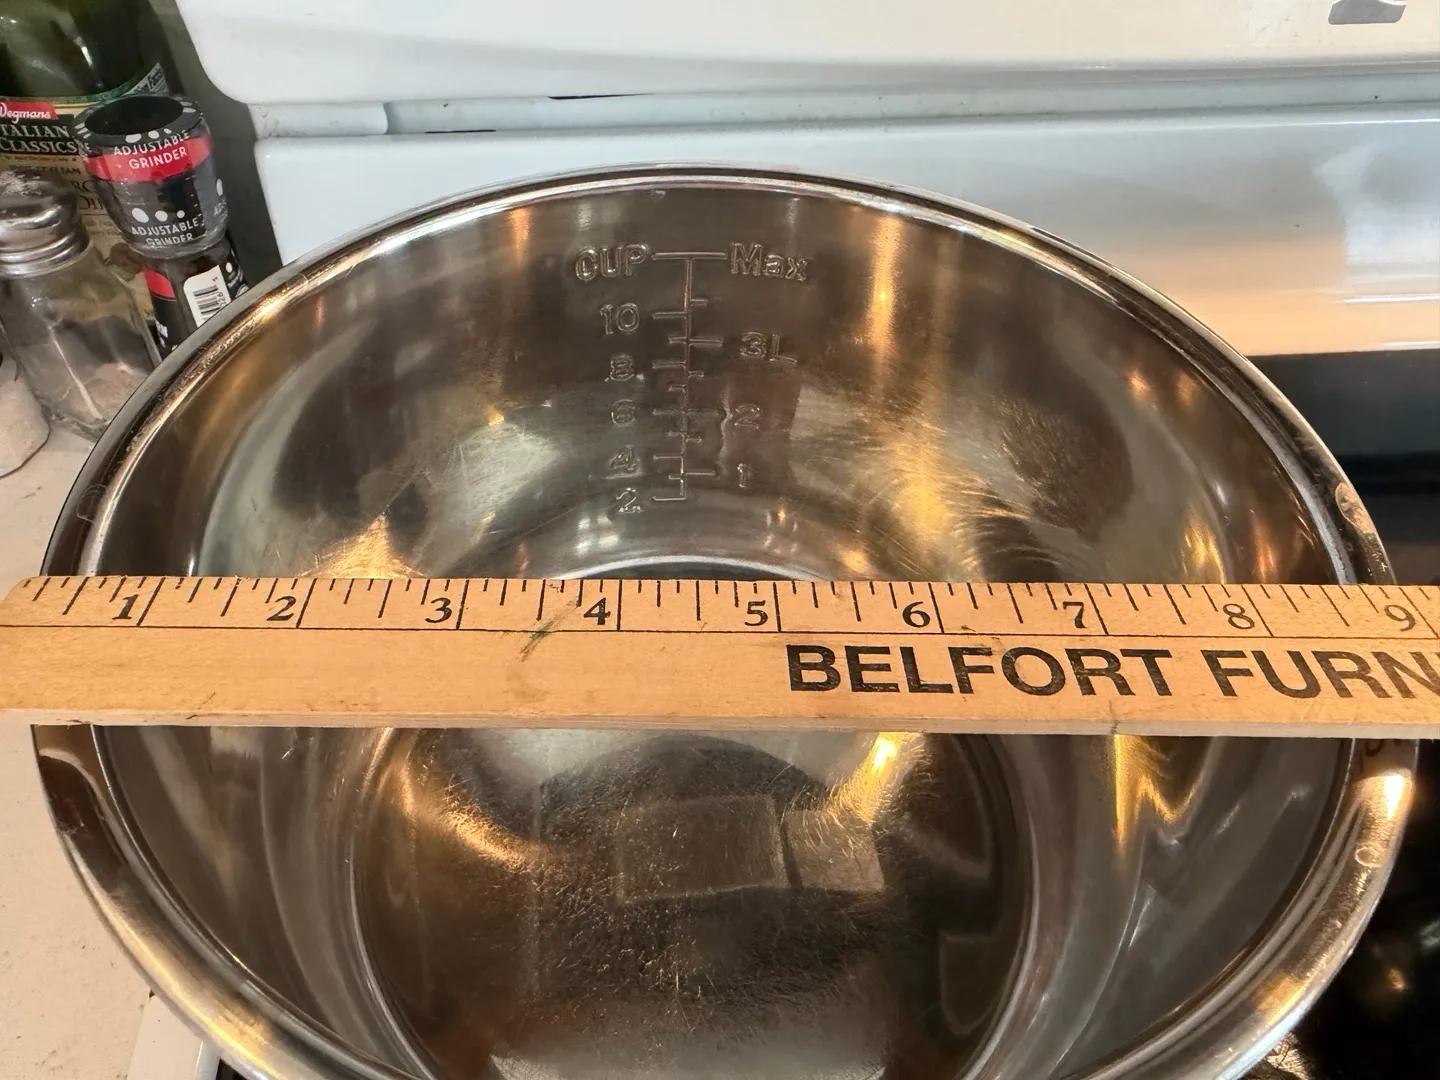 Wegmans
ITALIAN
CLASSICS
ADJUSTABLE
GRINDER
ADJUSTABLE
GRINDER
CUP Max
10
3L
8
6 2
4 1
2
1 2 3 4 5 6 7 8 9
BELFORT FURN